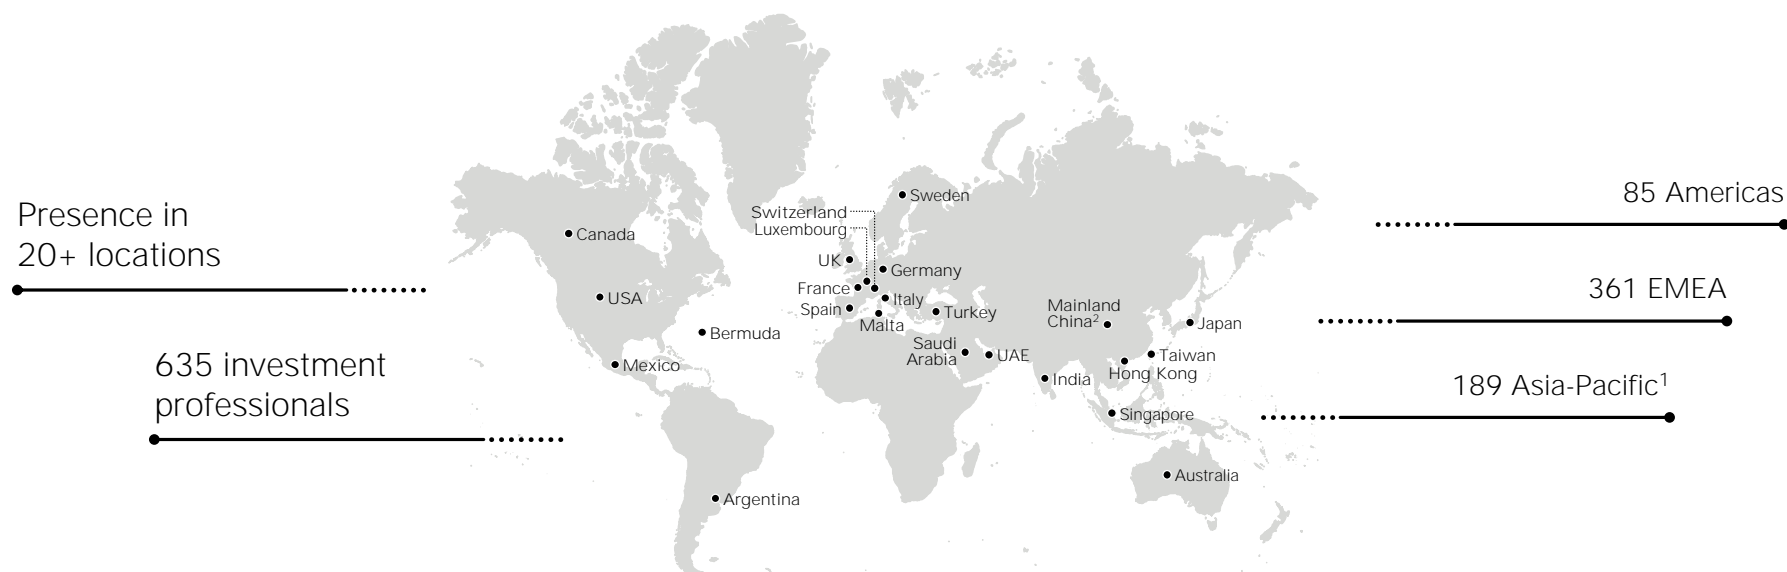 Presence in
20+ locations
635 investment
professionals
Canada
USA
Bermuda
Mexico
Argentina
Sweden
Switzerland
Luxembourg
UK
Germany
France
Italy
Spain
Malta
Turkey
Saudi
Arabia
UAE
Mainland
China²
Japan
Taiwan
Hong Kong
India
Singapore
Australia
85 Americas
361 EMEA
189 Asia-Pacific¹